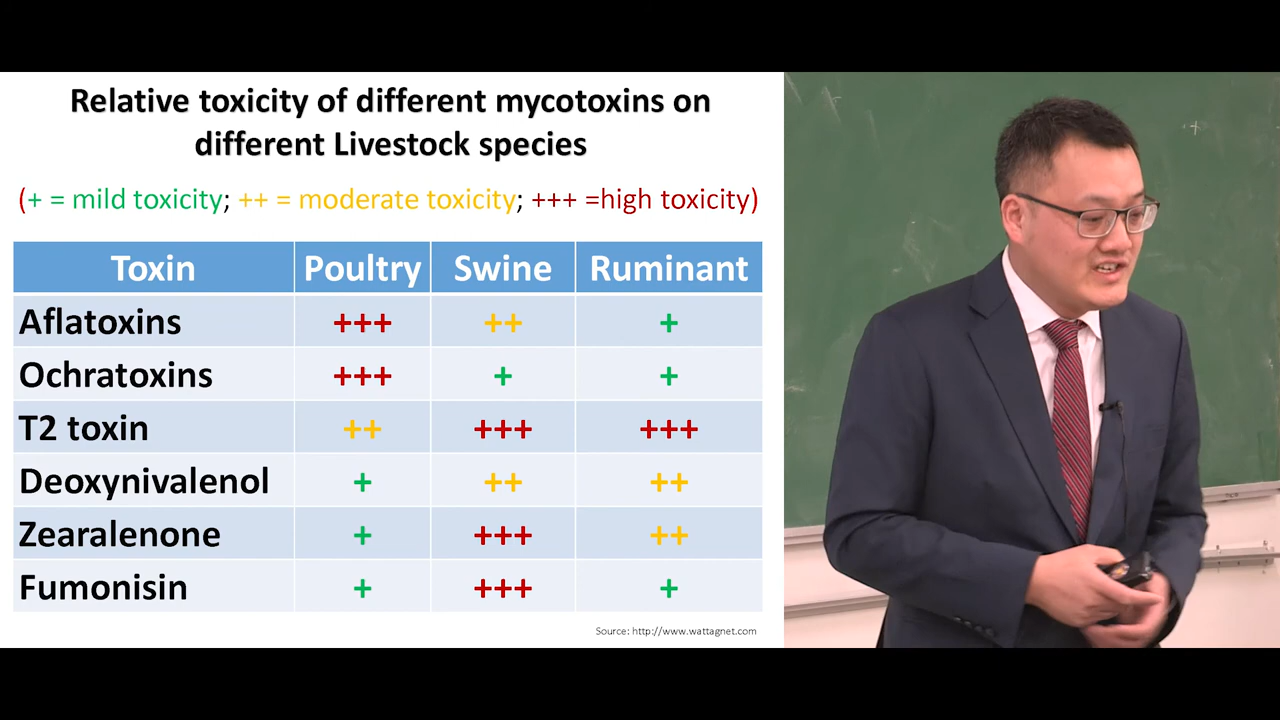 Relative toxicity of different mycotoxins on
different Livestock species
(+ = mild toxicity; ++ = moderate toxicity; +++ =high toxicity)
Toxin Poultry Swine Ruminant
Aflatoxins +++ ++ +
Ochratoxins +++ + +
T2 toxin ++ +++ +++
Deoxynivalenol + ++ ++
Zearalenone + +++ ++
Fumonisin + +++ +
Source: http://www.wattagnet.com